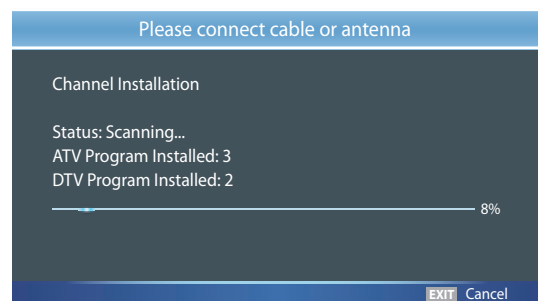 Please connect cable or antenna
Channel Installation
Status: Scanning...
ATV Program Installed: 3
DTV Program Installed: 2
8%
EXIT Cancel